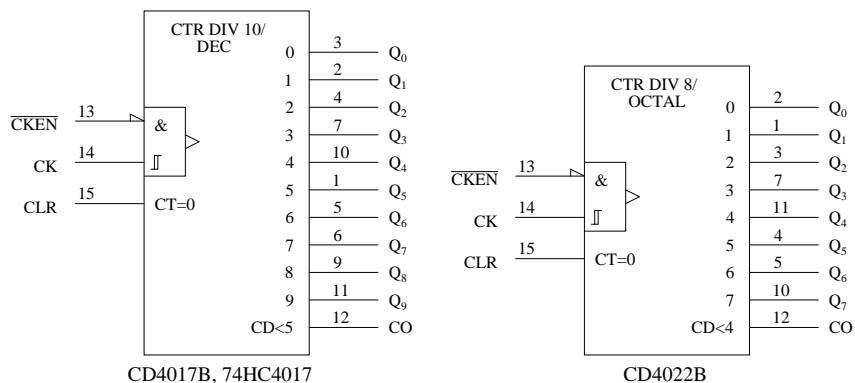 CTR DIV 10/
DEC
0 3 Q0
1 2 Q1
CKEN 13 & 2 4 Q2
3 7 Q3
CK 14 4 10 Q4
CLR 15 CT=0 5 1 Q5
6 5 Q6
7 6 Q7
8 9 Q8
9 11 Q9
CD<5 12 CO
CD4017B, 74HC4017
CTR DIV 8/
OCTAL
0 2 Q0
1 1 Q1
2 3 Q2
CKEN 13 & 3 7 Q3
CK 14 4 11 Q4
5 4 Q5
CLR 15 CT=0 6 5 Q6
7 10 Q7
CD<4 12 CO
CD4022B